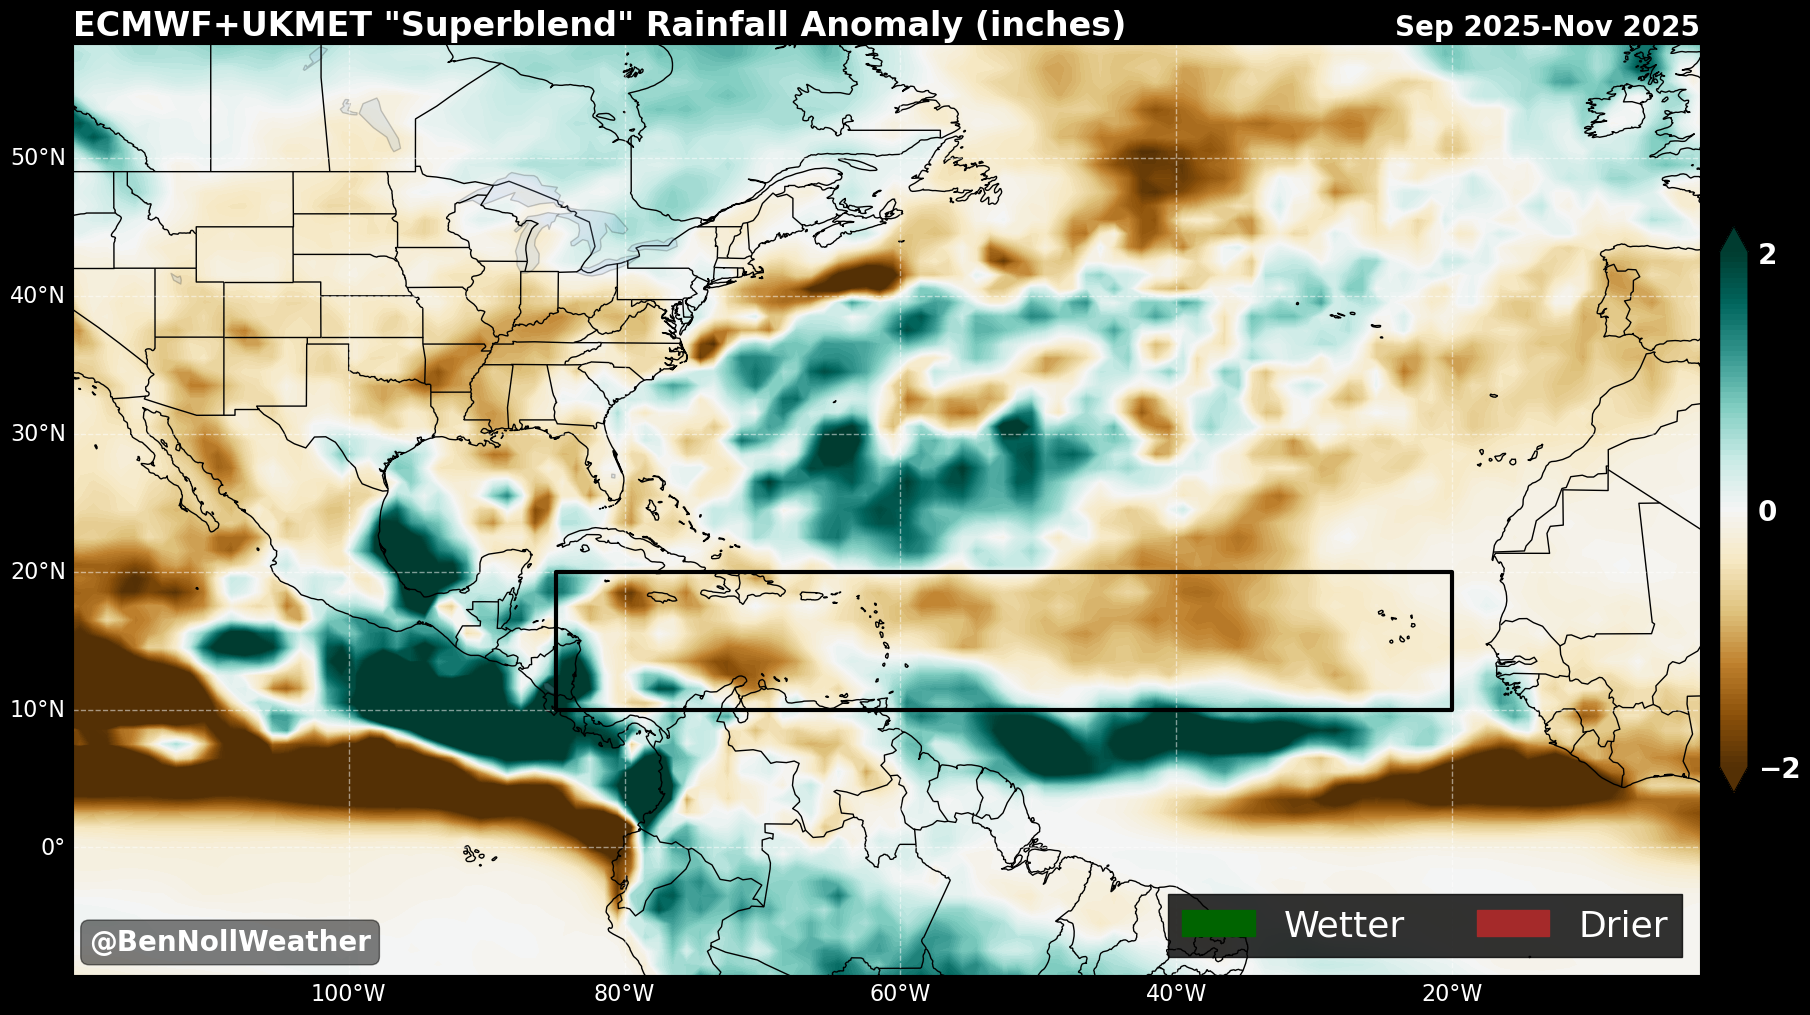 ECMWF+UKMET "Superblend" Rainfall Anomaly (inches)
Sep 2025-Nov 2025
50°N
40°N
30°N
20°N
10°N
0°
100°W
80°W
60°W
40°W
20°W
2
0
−2
@BenNollWeather
Wetter
Drier